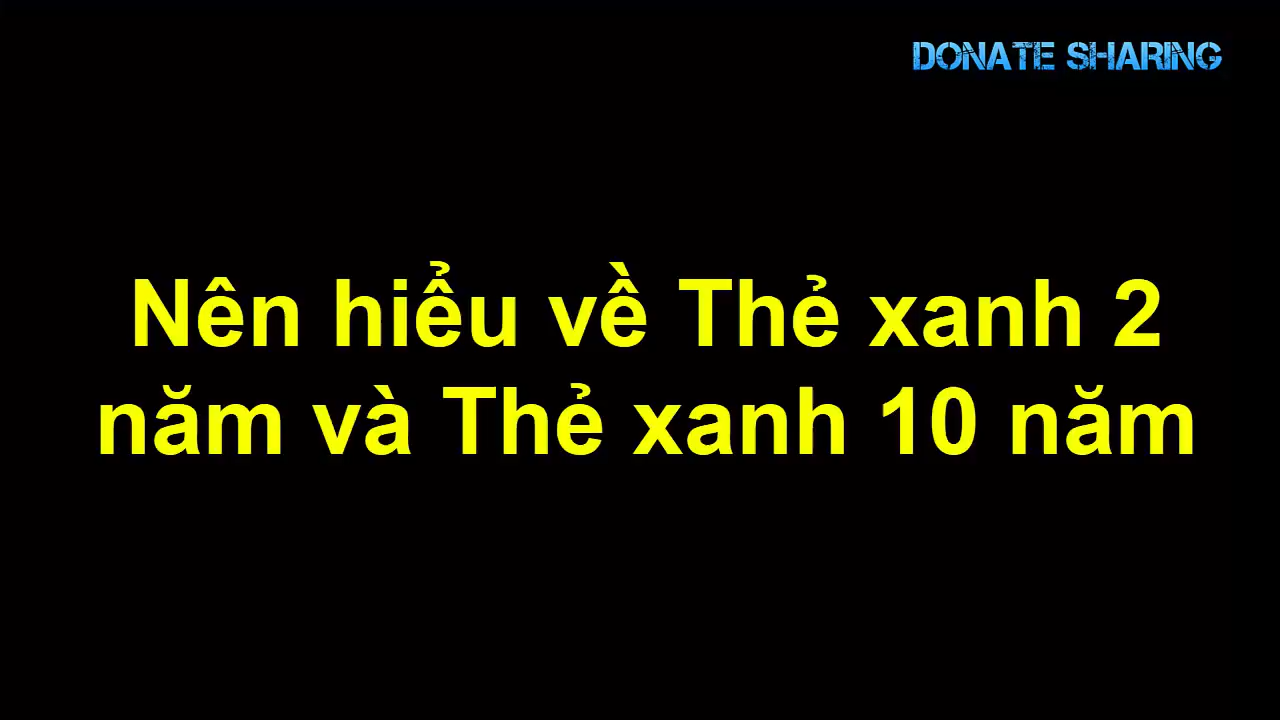 DONATE SHARING
Nên hiểu về Thẻ xanh 2
năm và Thẻ xanh 10 năm